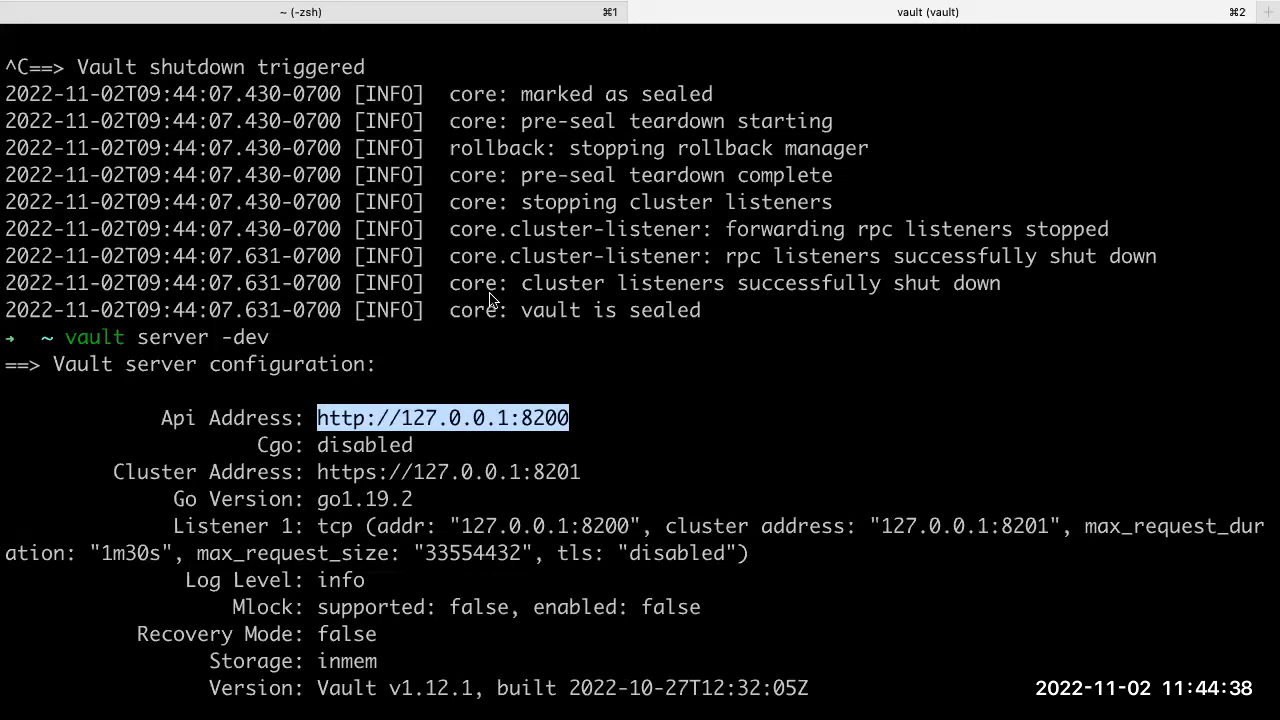 ~ (-zsh) ⌘1 vault (vault) ⌘2 +
^C==> Vault shutdown triggered
2022-11-02T09:44:07.430-0700 [INFO]  core: marked as sealed
2022-11-02T09:44:07.430-0700 [INFO]  core: pre-seal teardown starting
2022-11-02T09:44:07.430-0700 [INFO]  rollback: stopping rollback manager
2022-11-02T09:44:07.430-0700 [INFO]  core: pre-seal teardown complete
2022-11-02T09:44:07.430-0700 [INFO]  core: stopping cluster listeners
2022-11-02T09:44:07.430-0700 [INFO]  core.cluster-listener: forwarding rpc listeners stopped
2022-11-02T09:44:07.631-0700 [INFO]  core.cluster-listener: rpc listeners successfully shut down
2022-11-02T09:44:07.631-0700 [INFO]  core: cluster listeners successfully shut down
2022-11-02T09:44:07.631-0700 [INFO]  core: vault is sealed
→ ~ vault server -dev
==> Vault server configuration:
Api Address: http://127.0.0.1:8200
Cgo: disabled
Cluster Address: https://127.0.0.1:8201
Go Version: go1.19.2
Listener 1: tcp (addr: "127.0.0.1:8200", cluster address: "127.0.0.1:8201", max_request_dur
ation: "1m30s", max_request_size: "33554432", tls: "disabled")
Log Level: info
Mlock: supported: false, enabled: false
Recovery Mode: false
Storage: inmem
Version: Vault v1.12.1, built 2022-10-27T12:32:05Z
2022-11-02 11:44:38